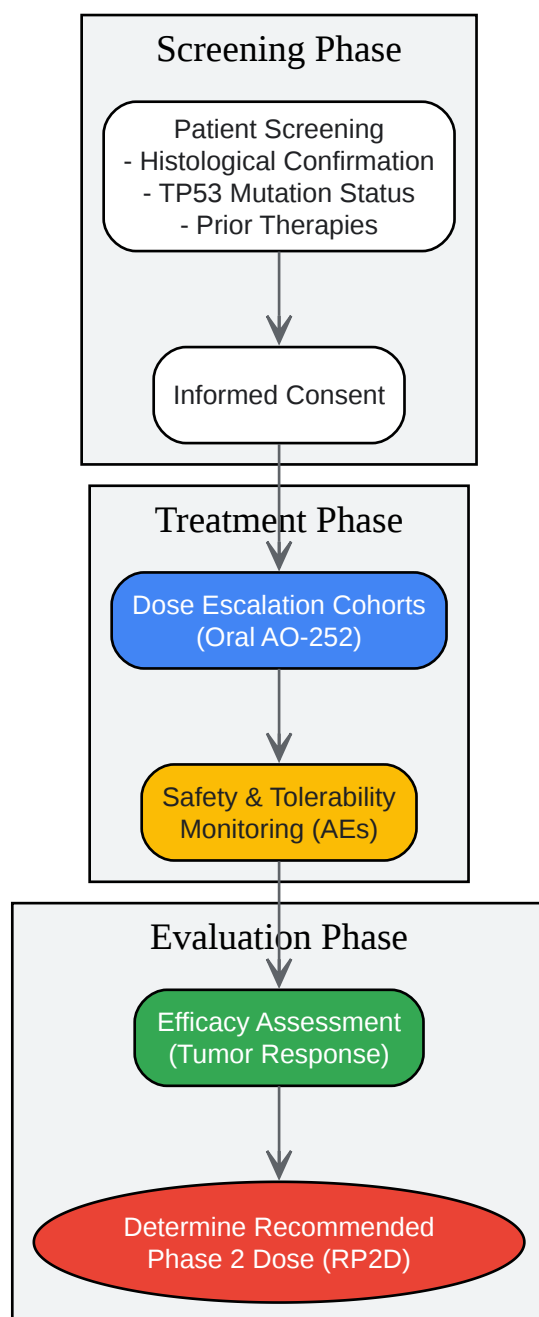 Screening Phase
Patient Screening
- Histological Confirmation
- TP53 Mutation Status
- Prior Therapies
Informed Consent
Treatment Phase
Dose Escalation Cohorts
(Oral AO-252)
Safety & Tolerability
Monitoring (AEs)
Evaluation Phase
Efficacy Assessment
(Tumor Response)
Determine Recommended
Phase 2 Dose (RP2D)